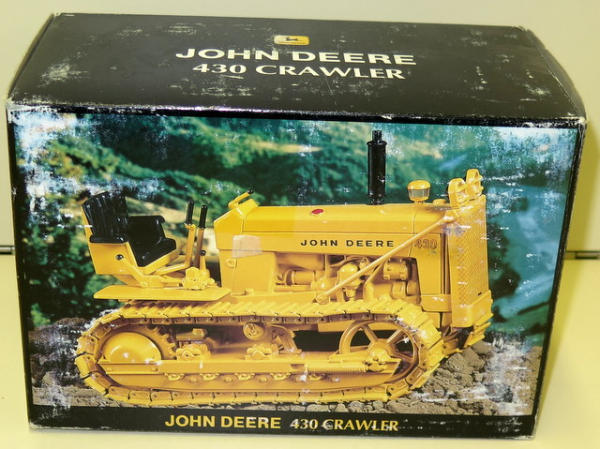 JOHN DEERE
430 CRAWLER
JOHN DEERE
430
JOHN DEERE 430 CRAWLER